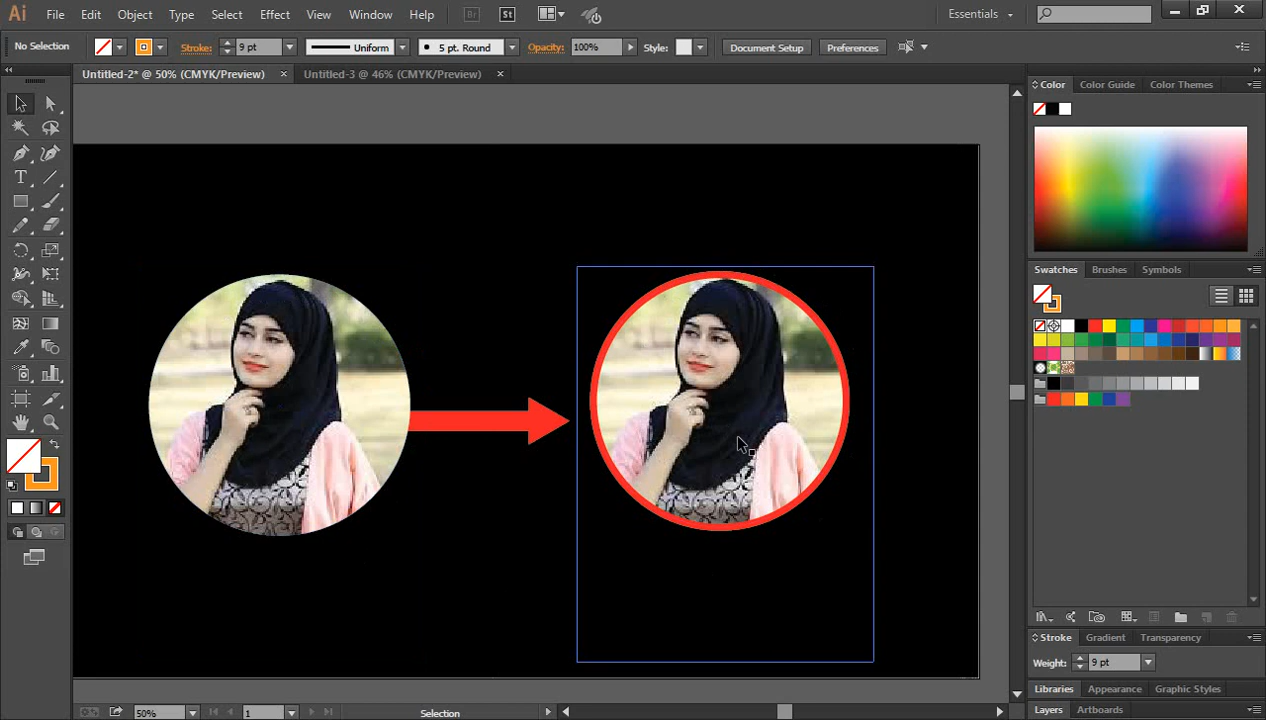 Ai File Edit Object Type Select Effect View Window Help Br St Essentials
No Selection Stroke: 9 pt Uniform 5 pt. Round Opacity: 100% Style: Document Setup Preferences
Untitled-2* @ 50% (CMYK/Preview) × Untitled-3 @ 46% (CMYK/Preview) ×
Color Color Guide Color Themes
Swatches Brushes Symbols
Stroke Gradient Transparency
Weight: 9 pt
Libraries Appearance Graphic Styles
Layers Artboards
50% 1 Selection